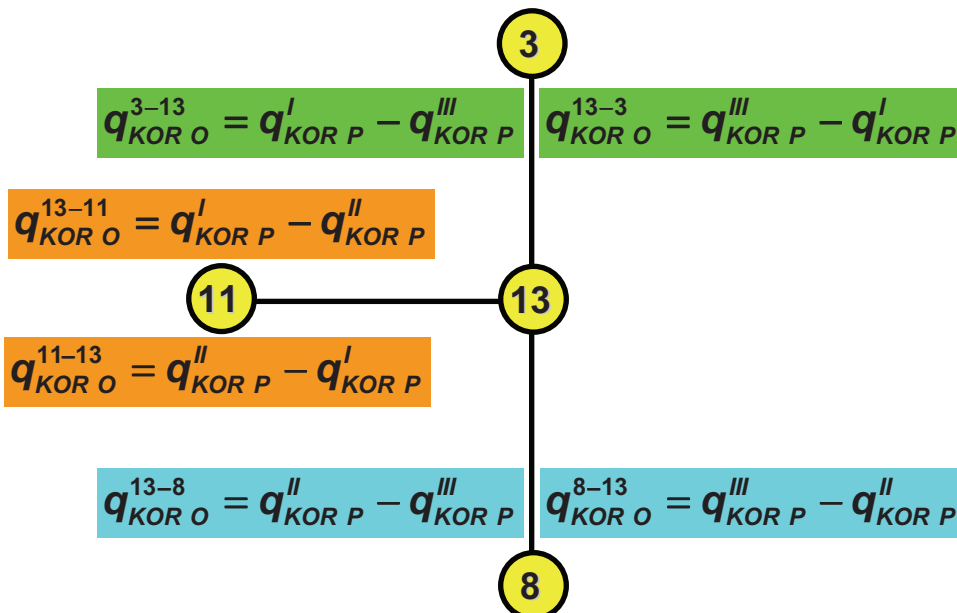 3
q^{3–13}_{KOR O} = q^{I}_{KOR P} − q^{III}_{KOR P}
q^{13–3}_{KOR O} = q^{III}_{KOR P} − q^{I}_{KOR P}
q^{13–11}_{KOR O} = q^{I}_{KOR P} − q^{II}_{KOR P}
11
13
q^{11–13}_{KOR O} = q^{II}_{KOR P} − q^{I}_{KOR P}
q^{13–8}_{KOR O} = q^{II}_{KOR P} − q^{III}_{KOR P}
q^{8–13}_{KOR O} = q^{III}_{KOR P} − q^{II}_{KOR P}
8